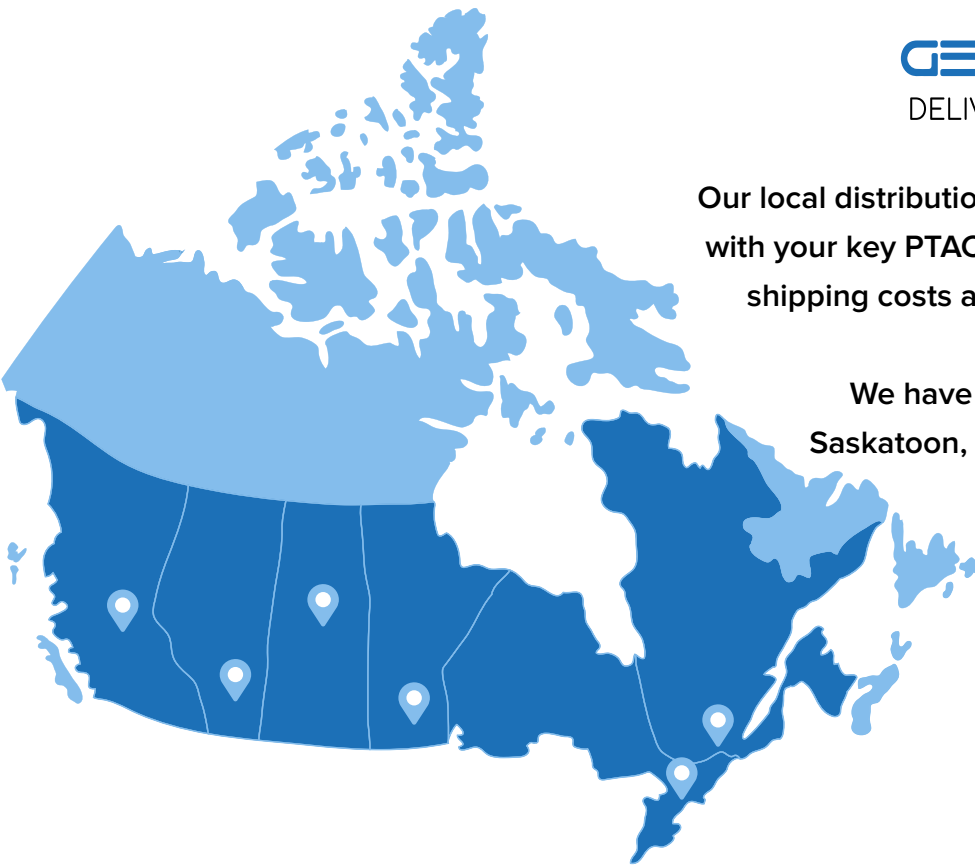 DELIV
Our local distributio
with your key PTAC
shipping costs a
We have
Saskatoon,